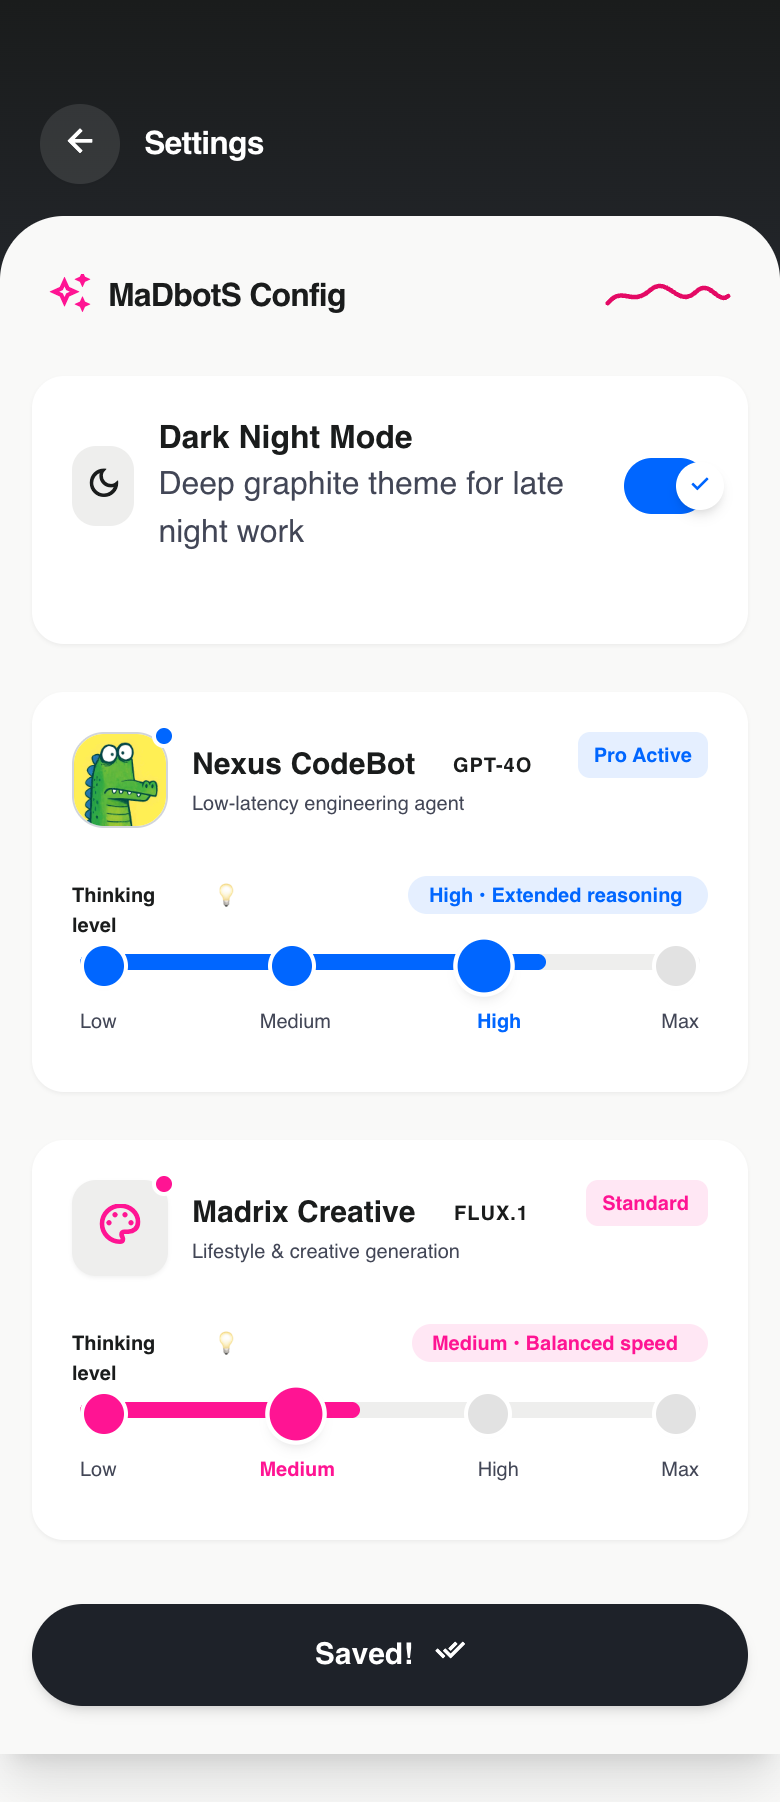 Settings
MaDbotS Config
Dark Night Mode
Deep graphite theme for late
night work
Nexus CodeBot GPT-4O Pro Active
Low-latency engineering agent
Thinking
level
High · Extended reasoning
Low Medium High Max
Madrix Creative FLUX.1 Standard
Lifestyle & creative generation
Thinking
level
Medium · Balanced speed
Low Medium High Max
Saved!